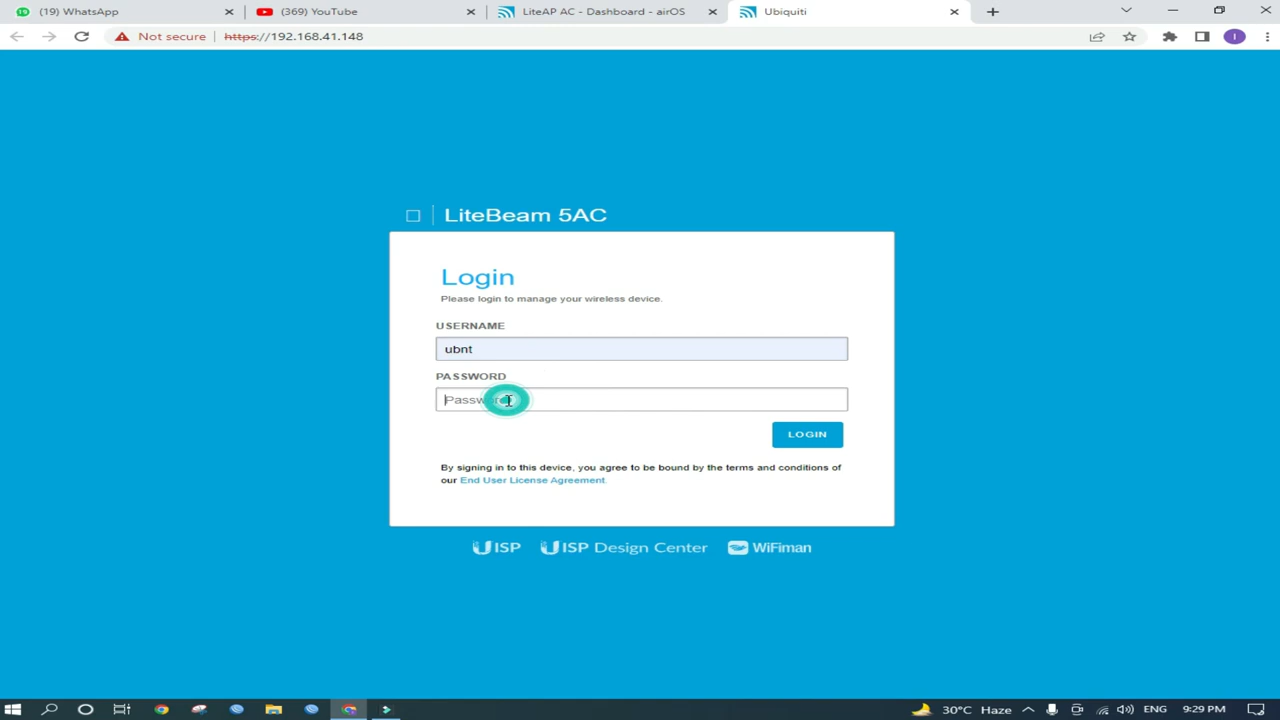 (19) WhatsApp
(369) YouTube
LiteAP AC - Dashboard - airOS
Ubiquiti
Not secure
https://192.168.41.148
I
LiteBeam 5AC
Login
Please login to manage your wireless device.
USERNAME
ubnt
PASSWORD
Password
LOGIN
By signing in to this device, you agree to be bound by the terms and conditions of
our End User License Agreement.
UISP
UISP Design Center
WiFiman
30°C Haze
ENG
9:29 PM